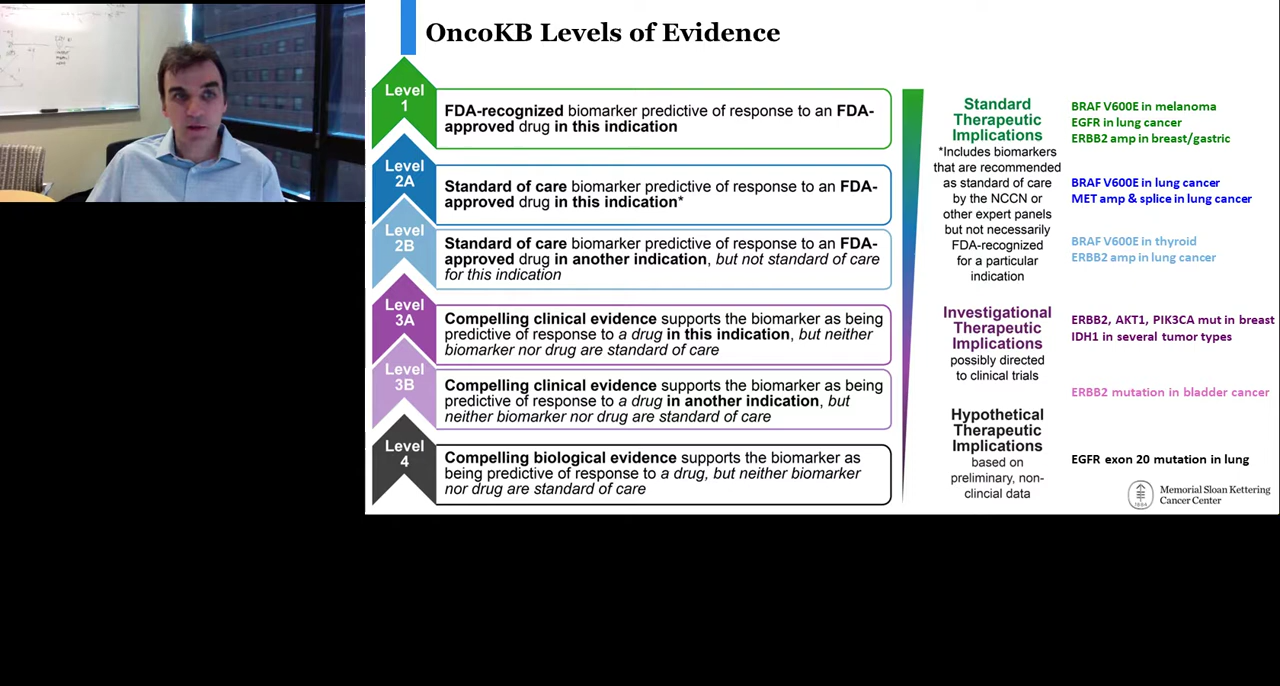 OncoKB Levels of Evidence
Level
1
FDA-recognized biomarker predictive of response to an FDA-
approved drug in this indication
Level
2A
Standard of care biomarker predictive of response to an FDA-
approved drug in this indication*
Level
2B
Standard of care biomarker predictive of response to an FDA-
approved drug in another indication, but not standard of care
for this indication
Level
3A
Compelling clinical evidence supports the biomarker as being
predictive of response to a drug in this indication, but neither
biomarker nor drug are standard of care
Level
3B
Compelling clinical evidence supports the biomarker as being
predictive of response to a drug in another indication, but
neither biomarker nor drug are standard of care
Level
4
Compelling biological evidence supports the biomarker as
being predictive of response to a drug, but neither biomarker
nor drug are standard of care
Standard
Therapeutic
Implications
*Includes biomarkers
that are recommended
as standard of care
by the NCCN or
other expert panels
but not necessarily
FDA-recognized
for a particular
indication
Investigational
Therapeutic
Implications
possibly directed
to clinical trials
Hypothetical
Therapeutic
Implications
based on
preliminary, non-
clincial data
BRAF V600E in melanoma
EGFR in lung cancer
ERBB2 amp in breast/gastric
BRAF V600E in lung cancer
MET amp & splice in lung cancer
BRAF V600E in thyroid
ERBB2 amp in lung cancer
ERBB2, AKT1, PIK3CA mut in breast
IDH1 in several tumor types
ERBB2 mutation in bladder cancer
EGFR exon 20 mutation in lung
Memorial Sloan Kettering
Cancer Center